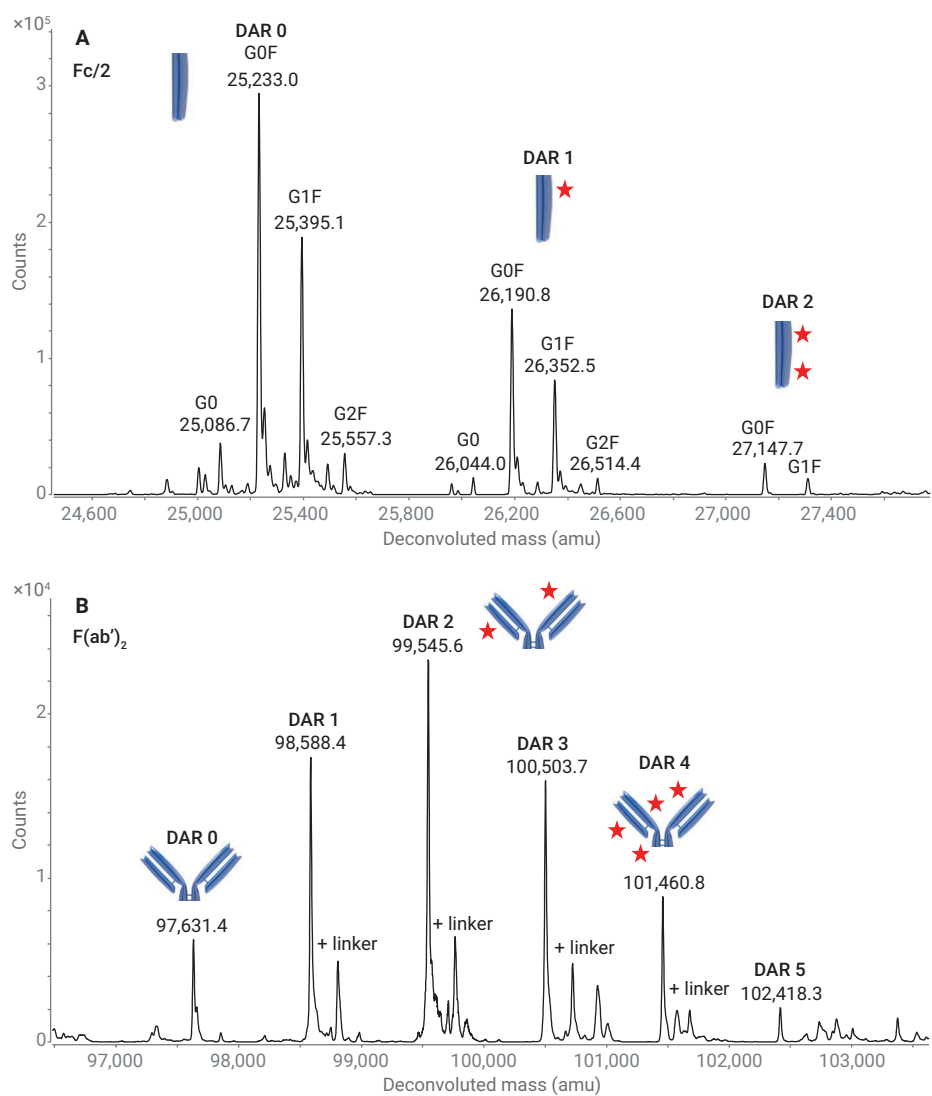 ×10⁵
A
Fc/2
DAR 0
G0F
25,233.0
G1F
25,395.1
G0
25,086.7
G2F
25,557.3
DAR 1
G0F
26,190.8
G1F
26,352.5
G0
26,044.0
G2F
26,514.4
DAR 2
G0F
27,147.7
G1F
3
2
1
0
Counts
24,600 25,000 25,400 25,800 26,200 26,600 27,000 27,400
Deconvoluted mass (amu)
×10⁴
B
F(ab’)₂
DAR 0
97,631.4
DAR 1
98,588.4
+ linker
DAR 2
99,545.6
+ linker
DAR 3
100,503.7
+ linker
DAR 4
101,460.8
+ linker
DAR 5
102,418.3
2
1
0
Counts
97,000 98,000 99,000 100,000 101,000 102,000 103,000
Deconvoluted mass (amu)